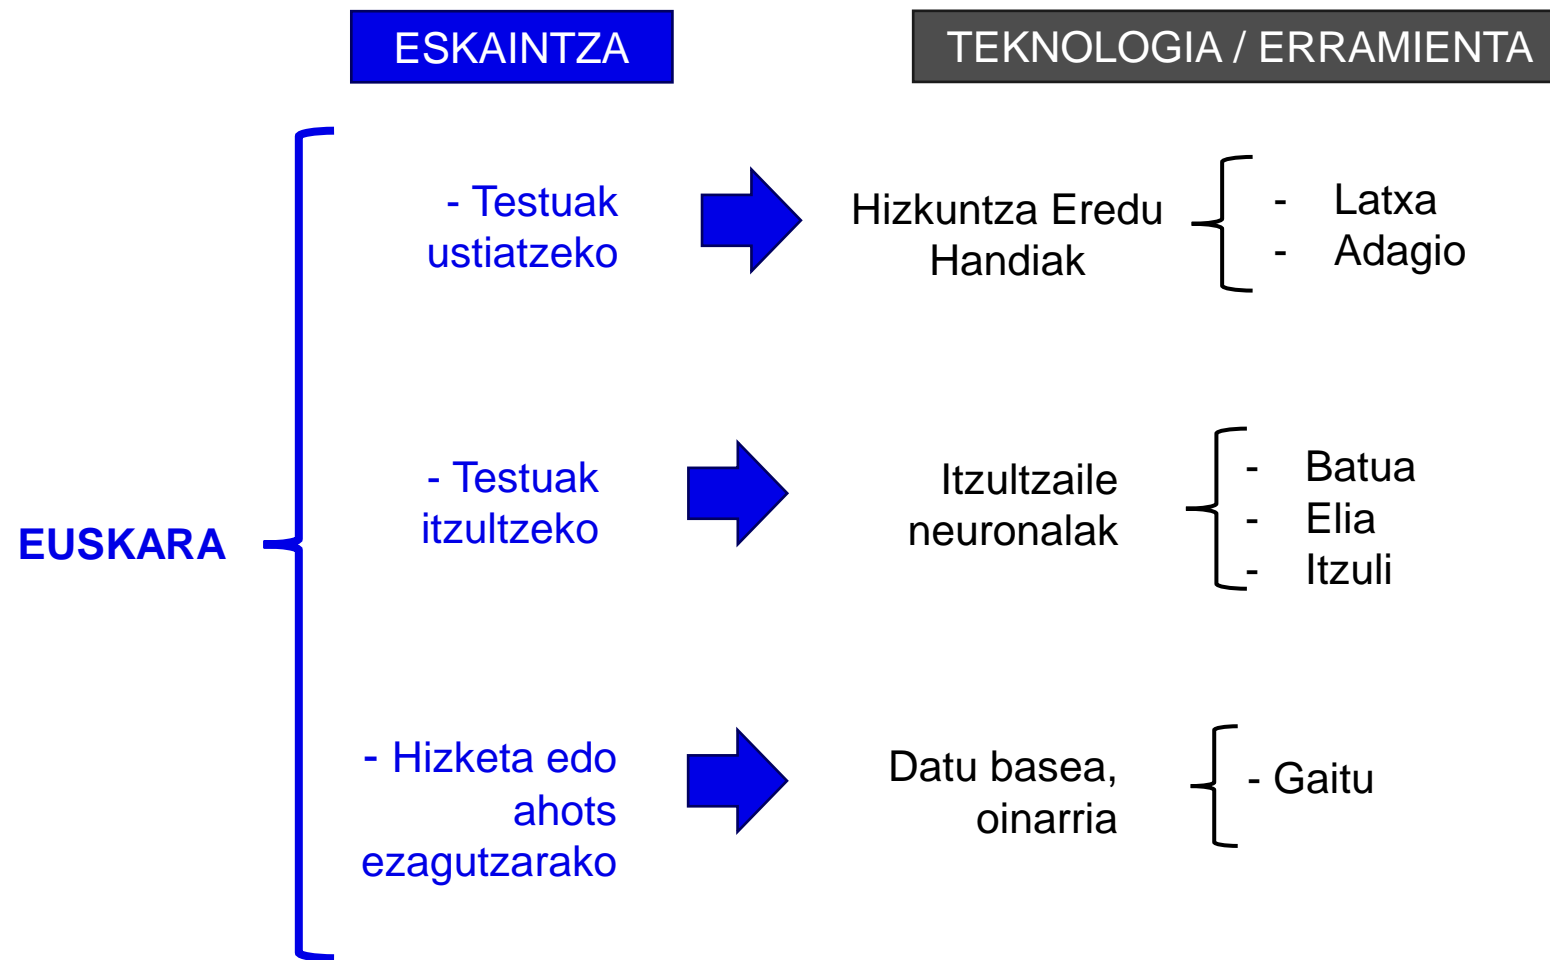 ESKAINTZA
TEKNOLOGIA / ERRAMIENTA
EUSKARA
- Testuak
ustiatzeko
Hizkuntza Eredu
Handiak
- Latxa
- Adagio
- Testuak
itzultzeko
Itzultzaile
neuronalak
- Batua
- Elia
- Itzuli
- Hizketa edo
ahots
ezagutzarako
Datu basea,
oinarria
- Gaitu